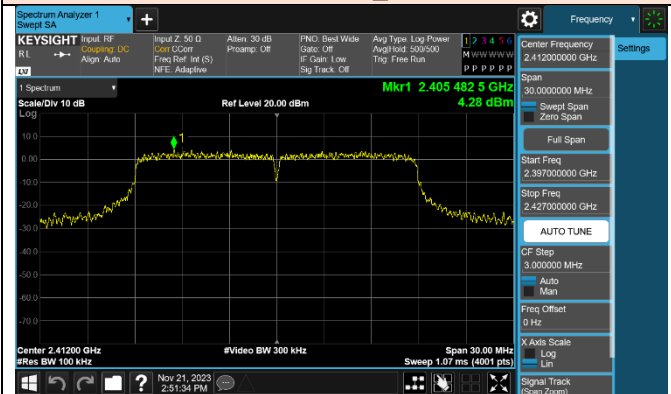 Spectrum Analyzer 1
Swept SA
Frequency
KEYSIGHT
RL
LXI
Input: RF
Coupling: DC
Align: Auto
Input Z: 50 Ω
Corr CCorr
Freq Ref: Int (S)
NFE: Adaptive
Atten: 30 dB
Preamp: Off
PNO: Best Wide
Gate: Off
IF Gain: Low
Sig Track: Off
Avg Type: Log-Power
Avg|Hold: 500/500
Trig: Free Run
1 2 3 4 5 6
M W W W W W
P P P P P P
1 Spectrum
Scale/Div 10 dB
Log
Ref Level 20.00 dBm
Mkr1 2.405 482 5 GHz
4.28 dBm
1
10.0
0.00
-10.0
-20.0
-30.0
-40.0
-50.0
-60.0
-70.0
Center 2.41200 GHz
#Res BW 100 kHz
#Video BW 300 kHz
Span 30.00 MHz
Sweep 1.07 ms (4001 pts)
Center Frequency
2.412000000 GHz
Settings
Span
30.0000000 MHz
Swept Span
Zero Span
Full Span
Start Freq
2.397000000 GHz
Stop Freq
2.427000000 GHz
AUTO TUNE
CF Step
3.000000 MHz
Auto
Man
Freq Offset
0 Hz
X Axis Scale
Log
Lin
Signal Track
(Span Zoom)
?
Nov 21, 2023
2:51:34 PM